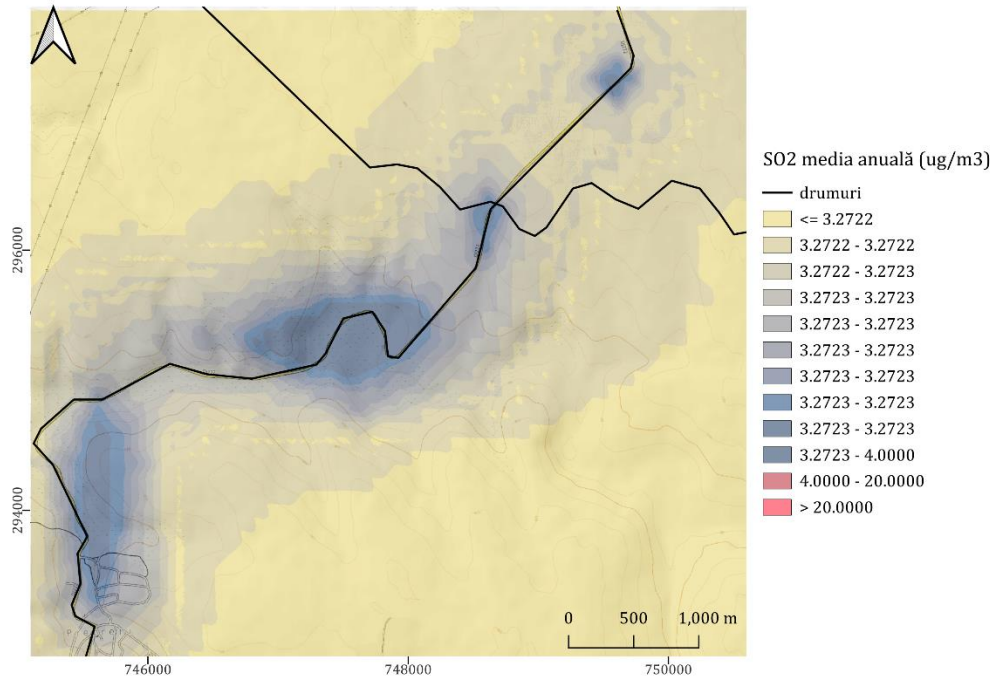 SO2 media anuală (ug/m3)
drumuri
<= 3.2722
3.2722 - 3.2722
3.2722 - 3.2723
3.2723 - 3.2723
3.2723 - 3.2723
3.2723 - 3.2723
3.2723 - 3.2723
3.2723 - 3.2723
3.2723 - 3.2723
3.2723 - 4.0000
4.0000 - 20.0000
> 20.0000
296000
294000
0 500 1,000 m
746000 748000 750000